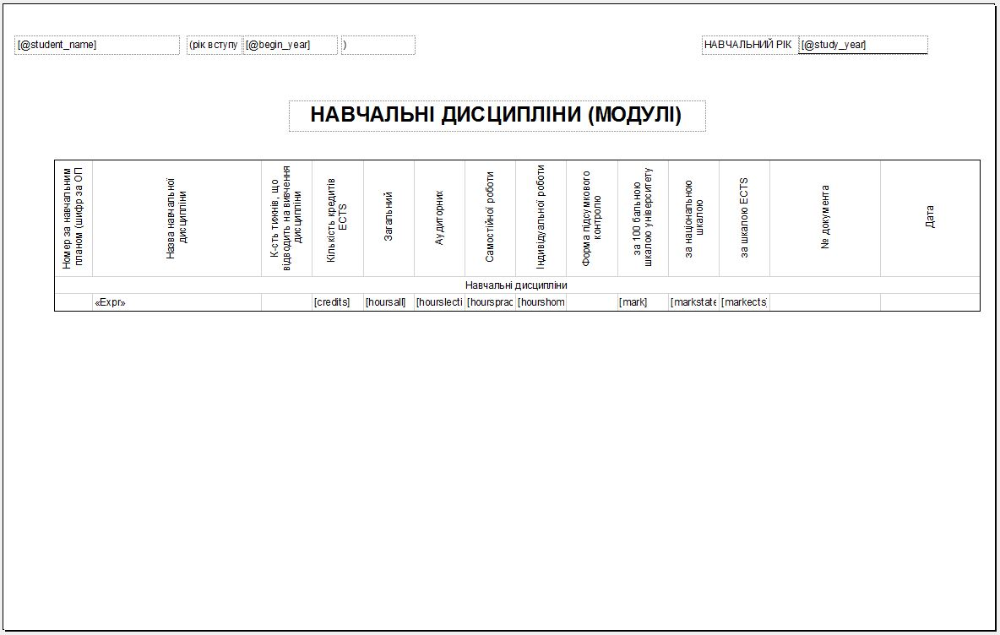 [@student_name] (рік вступу [@begin_year] ) НАВЧАЛЬНИЙ РІК [@study_year]
НАВЧАЛЬНІ ДИСЦИПЛІНИ (МОДУЛІ)
Номер за навчальним
ппаном (шифр за ОП
Назва навчальної
дисципліни
К-сть тижнів, що
відводить на вивчення
дисципліни
Кількість кредитів
ECTS
Загальний
Аудиторних
Самостійної роботи
Індивідуальної роботи
Форма підсумкового
контролю
за 100 бальною
шкалою університету
за національною
шкалою
за шкалою ECTS
№ документа
Дата
Навчальні дисципліни
«Expr» [credits] [hoursall] [hourslecti [hoursprac [hourshom [mark] [markstate [markects]